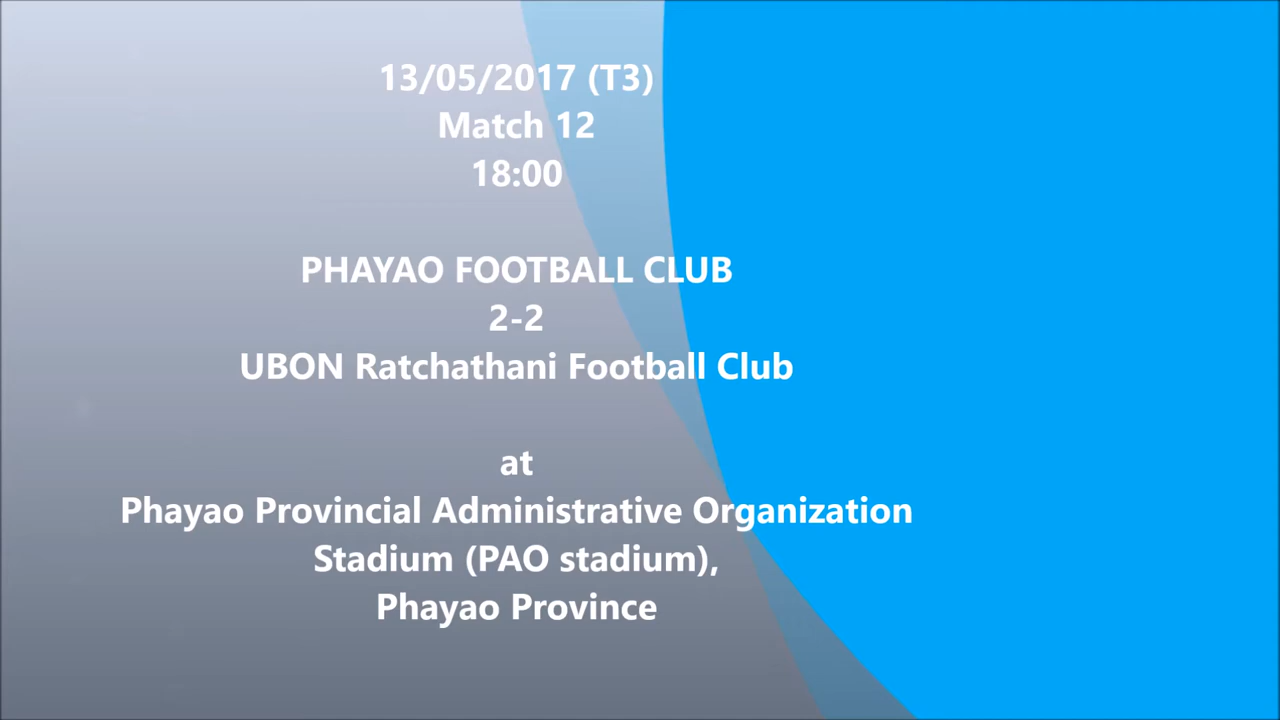 13/05/2017 (T3)
Match 12
18:00
PHAYAO FOOTBALL CLUB
2-2
UBON Ratchathani Football Club
at
Phayao Provincial Administrative Organization
Stadium (PAO stadium),
Phayao Province